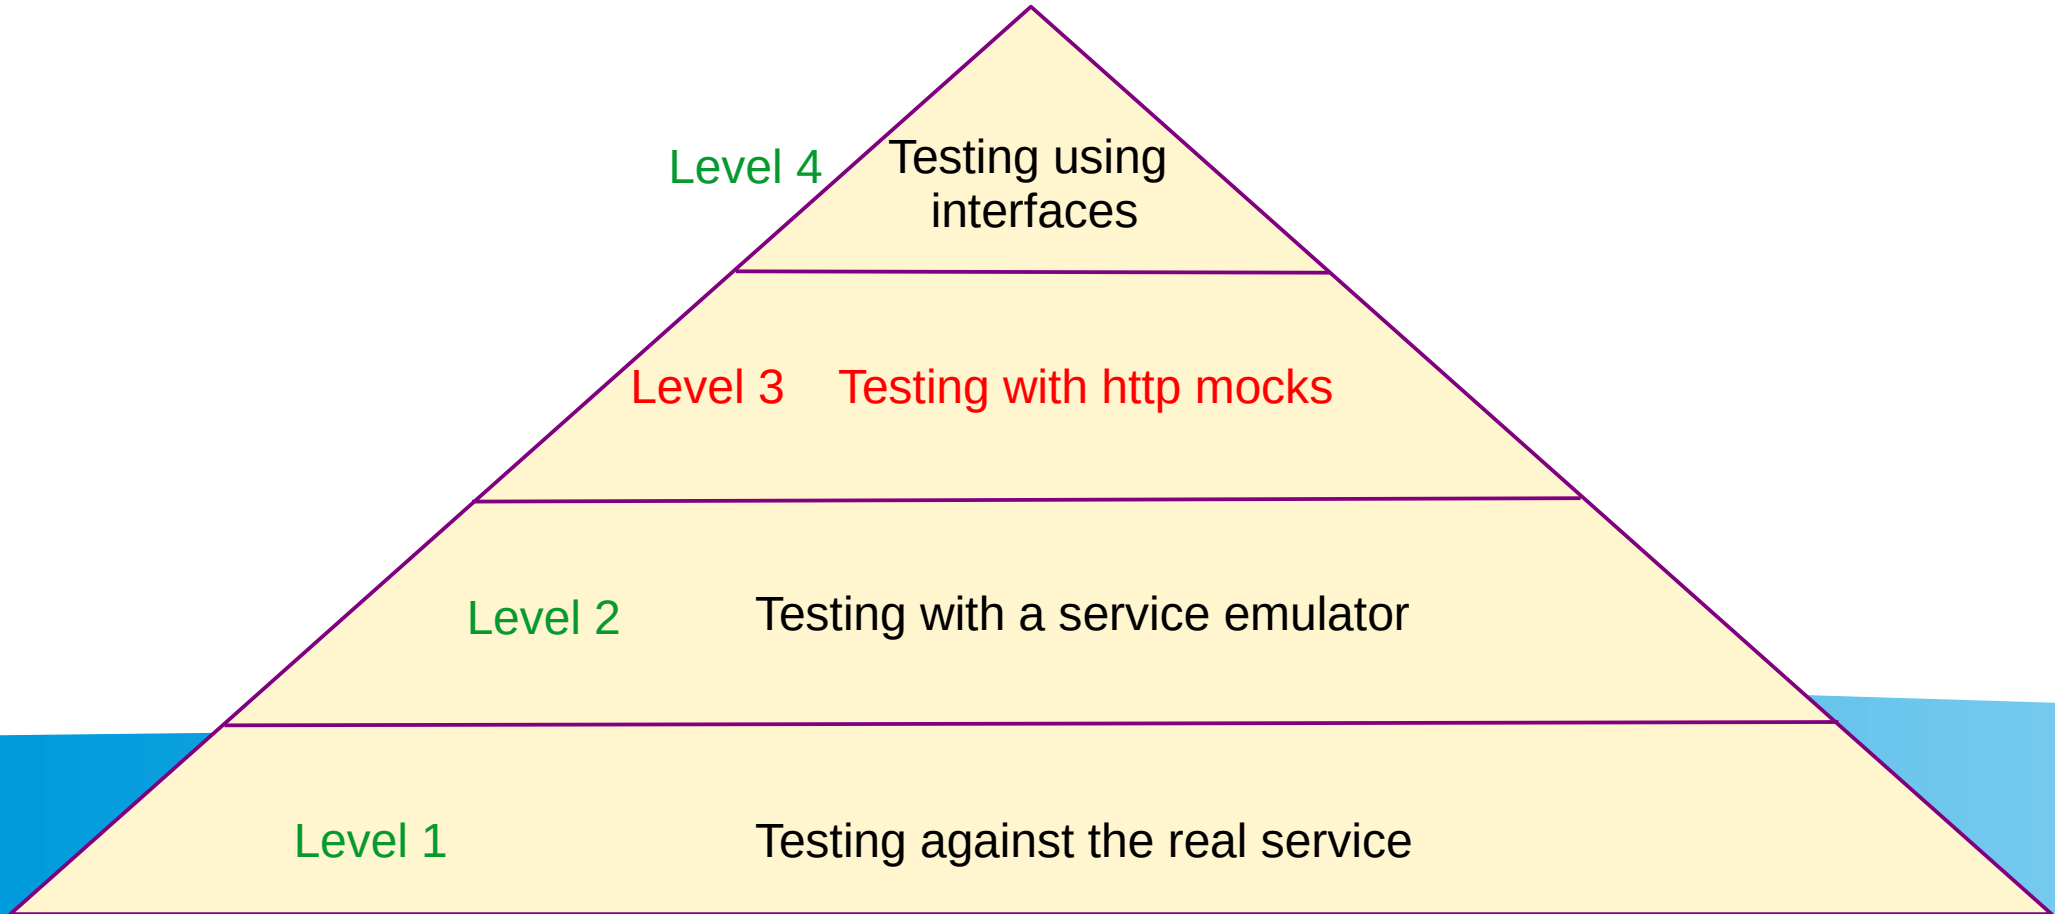 Level 4
Testing using
interfaces
Level 3 Testing with http mocks
Level 2 Testing with a service emulator
Level 1 Testing against the real service